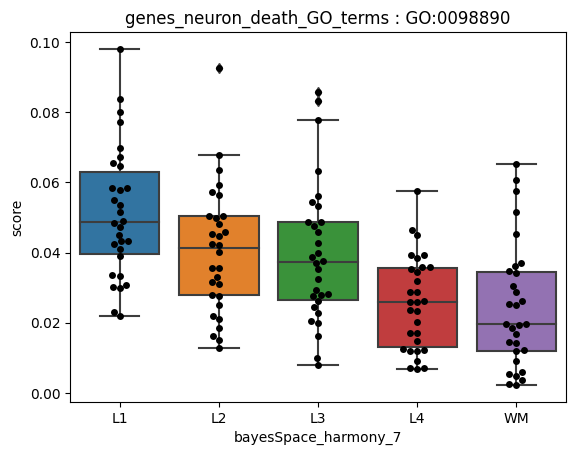 genes_neuron_death_GO_terms : GO:0098890
score
0.10
0.08
0.06
0.04
0.02
0.00
L1 L2 L3 L4 WM
bayesSpace_harmony_7